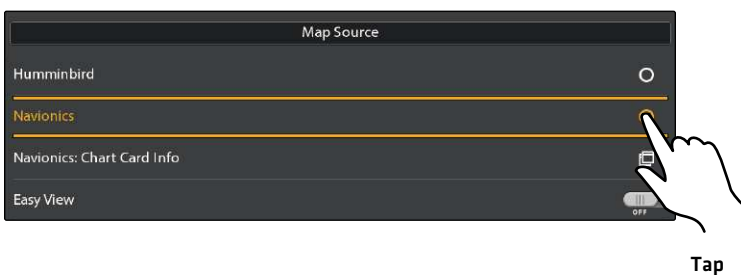 Map Source
Humminbird
Navionics
Navionics: Chart Card Info
Easy View
OFF
Tap